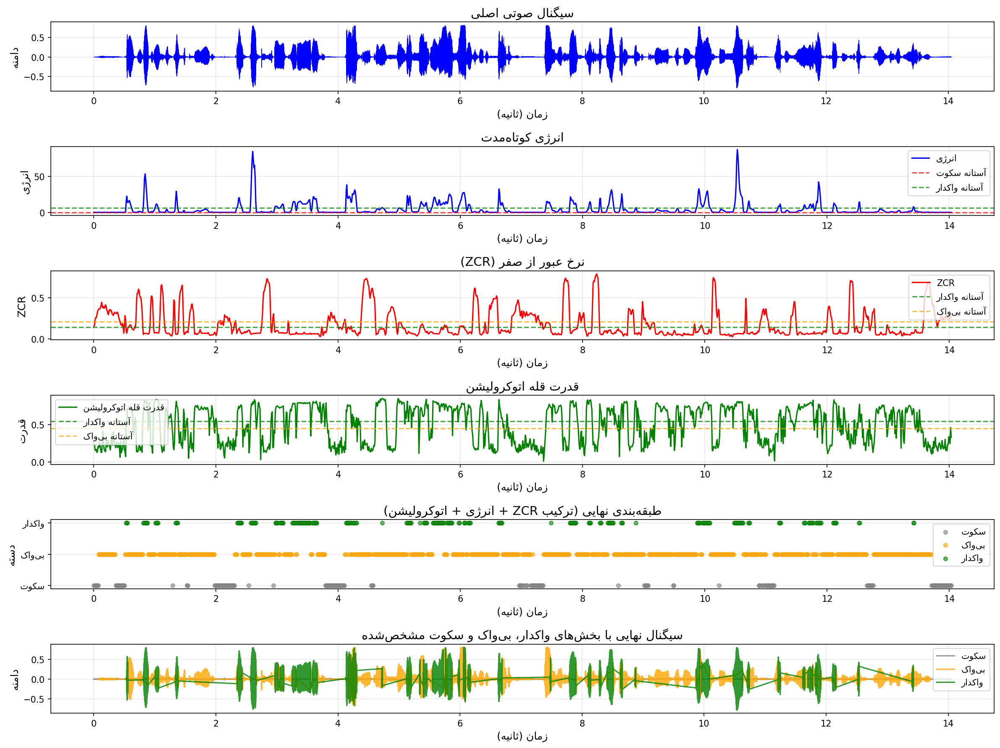 سیگنال صوتی اصلی
دامنه
0.5
0.0
−0.5
0 2 4 6 8 10 12 14
زمان (ثانیه)
انرژی کوتاه‌مدت
انرژی
50
0
انرژی
آستانه سکوت
آستانه واکدار
0 2 4 6 8 10 12 14
زمان (ثانیه)
نرخ عبور از صفر (ZCR)
ZCR
0.5
0.0
ZCR
آستانه واکدار
آستانه بی‌واک
0 2 4 6 8 10 12 14
زمان (ثانیه)
قدرت قله اتوکرولیشن
قدرت
0.5
0.0
قدرت قله اتوکرولیشن
آستانه واکدار
آستانه بی‌واک
0 2 4 6 8 10 12 14
زمان (ثانیه)
طبقه‌بندی نهایی (ترکیب ZCR + انرژی + اتوکرولیشن)
دسته
واکدار
بی‌واک
سکوت
سکوت
بی‌واک
واکدار
0 2 4 6 8 10 12 14
زمان (ثانیه)
سیگنال نهایی با بخش‌های واکدار، بی‌واک و سکوت مشخص‌شده
دامنه
0.5
0.0
−0.5
سکوت
بی‌واک
واکدار
0 2 4 6 8 10 12 14
زمان (ثانیه)